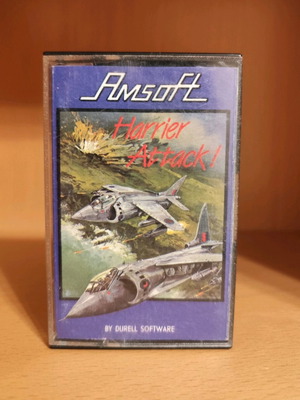 Amsoft
Harrier
Attack!
BY DURELL SOFTWARE